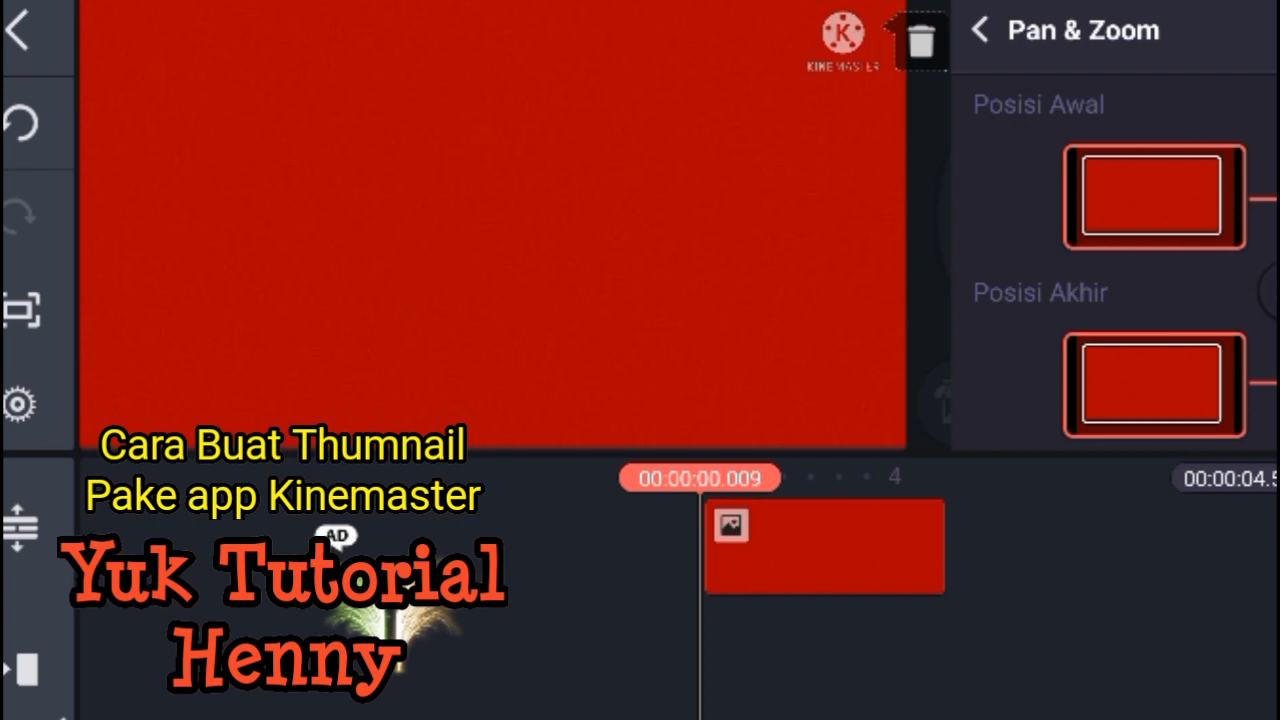 KINEMASTER
Pan & Zoom
Posisi Awal
Posisi Akhir
00:00:00.009
4
00:00:04.5
Cara Buat Thumnail
Pake app Kinemaster
AD
Yuk Tutorial
Henny